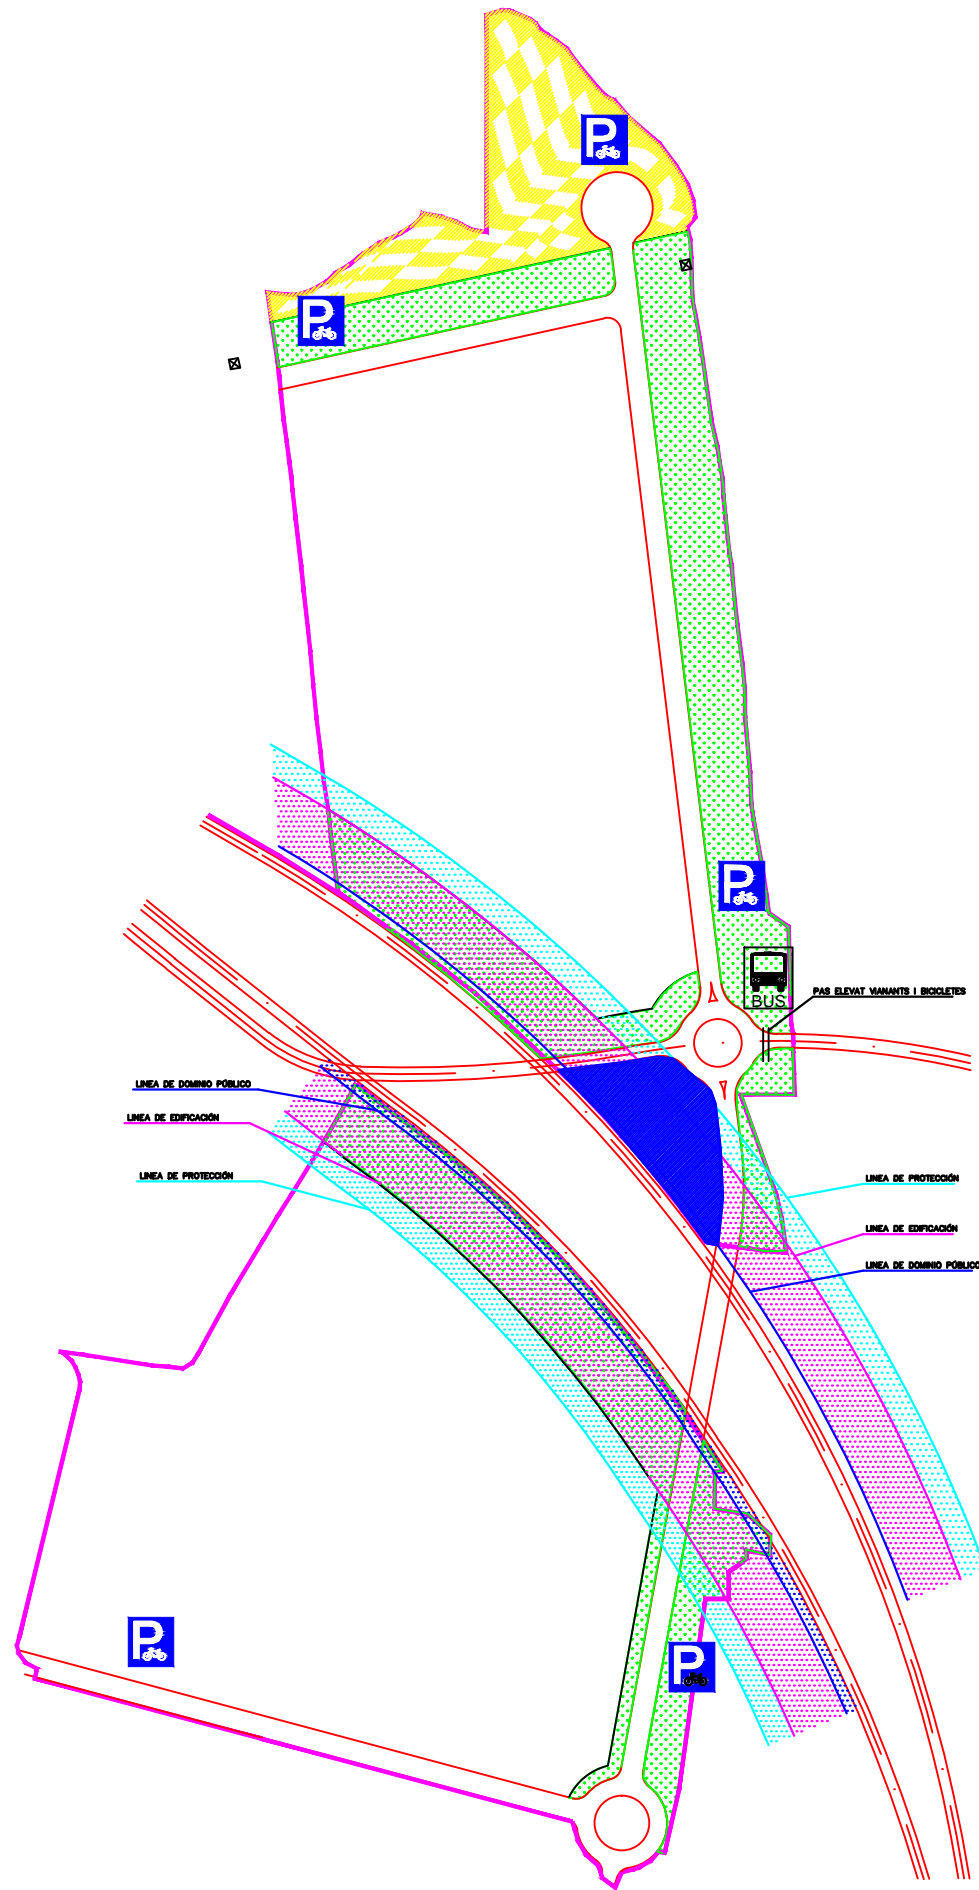 P
P
P
BUS
PAS ELEVAT VIANANTS I BICICLETES
LINEA DE DOMINIO PÚBLICO
LINEA DE EDIFICACIÓN
LINEA DE PROTECCIÓN
LINEA DE PROTECCIÓN
LINEA DE EDIFICACIÓN
LINEA DE DOMINIO PÚBLICO
P
P